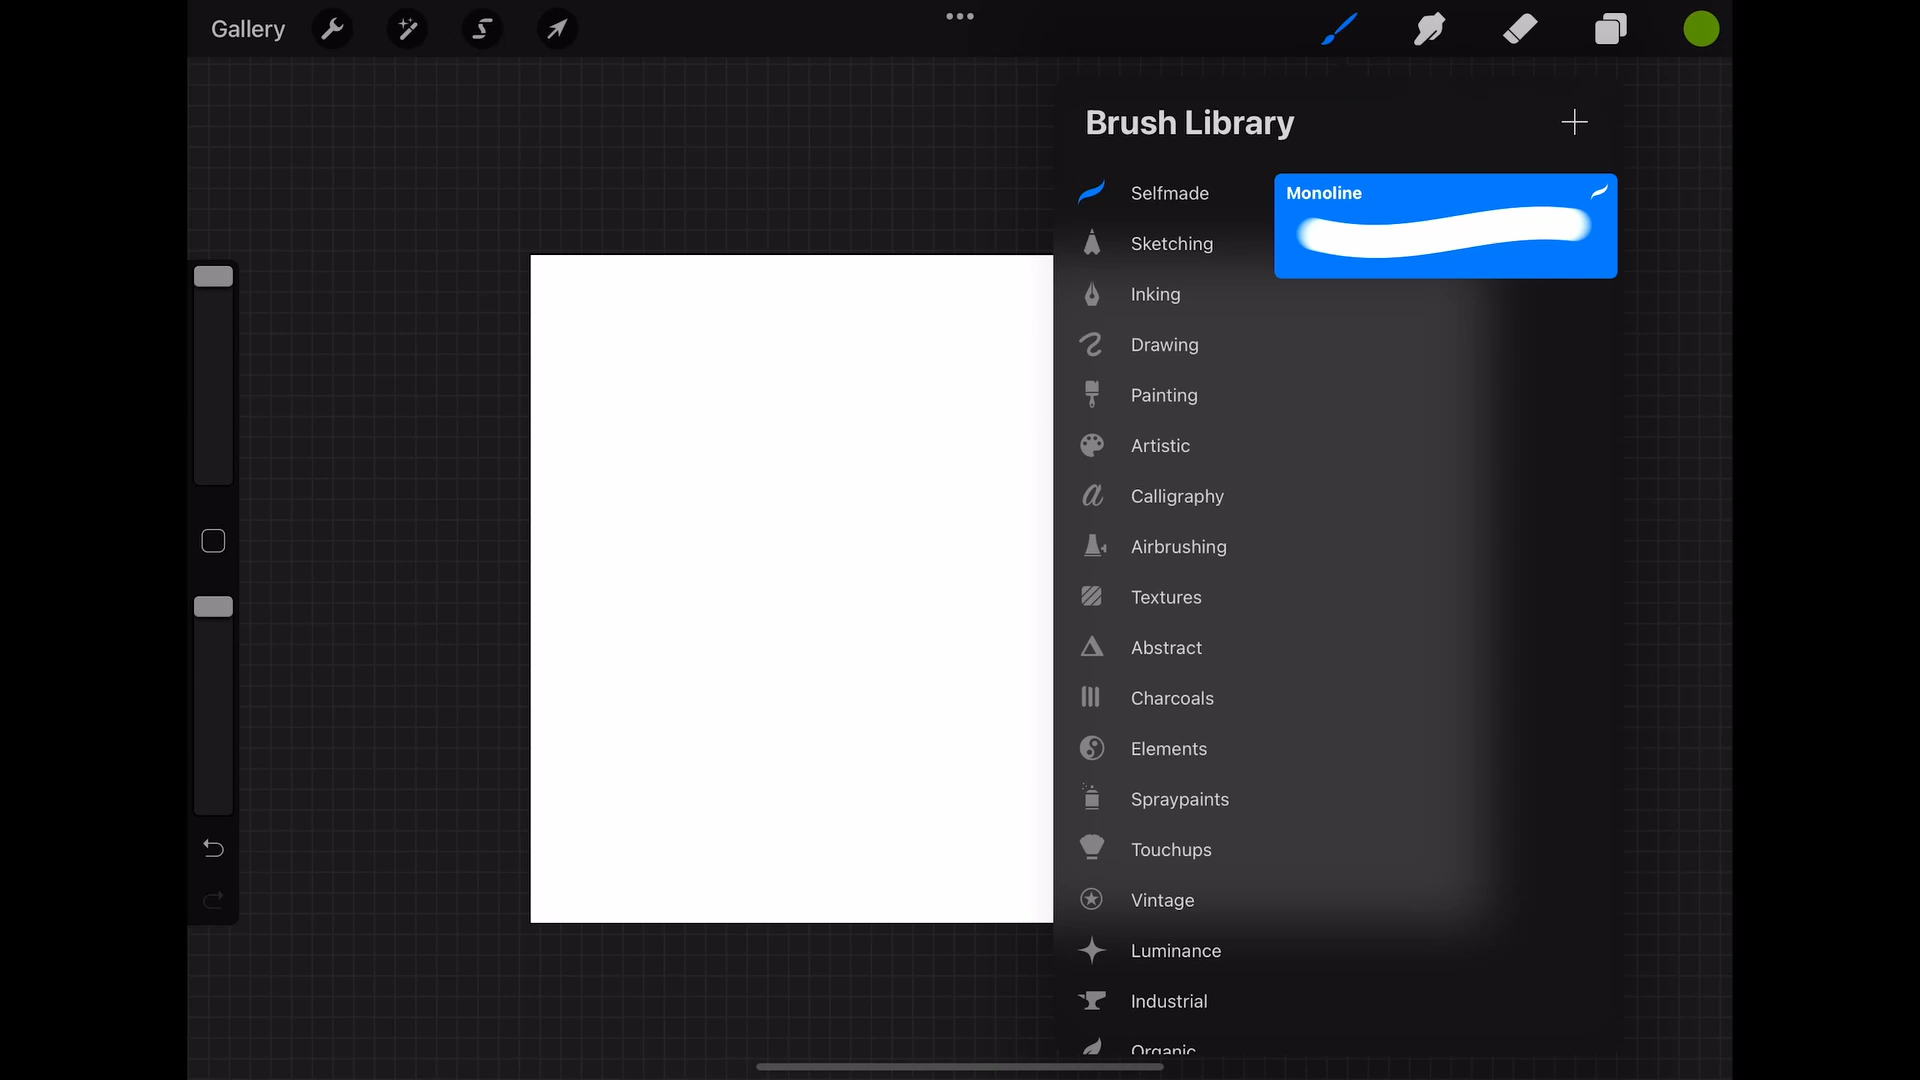 Gallery
Brush Library
Selfmade
Monoline
Sketching
Inking
Drawing
Painting
Artistic
Calligraphy
Airbrushing
Textures
Abstract
Charcoals
Elements
Spraypaints
Touchups
Vintage
Luminance
Industrial
Organic